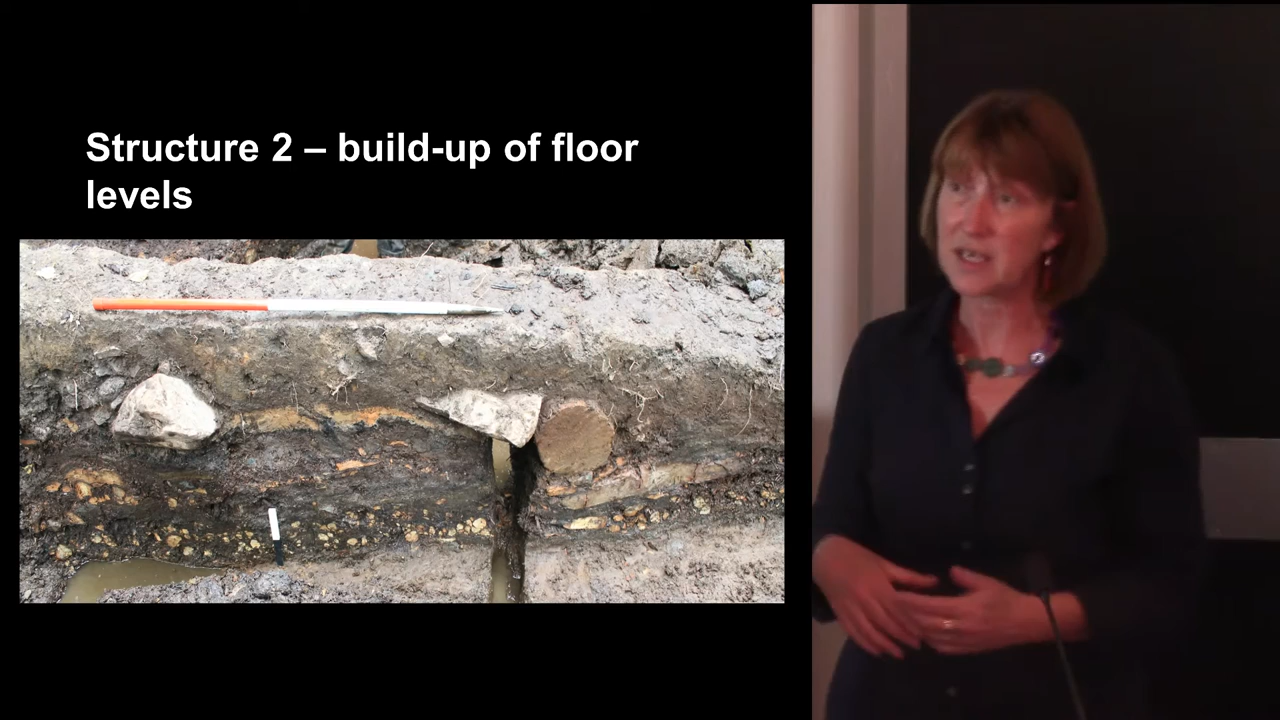 Structure 2 – build-up of floor
levels